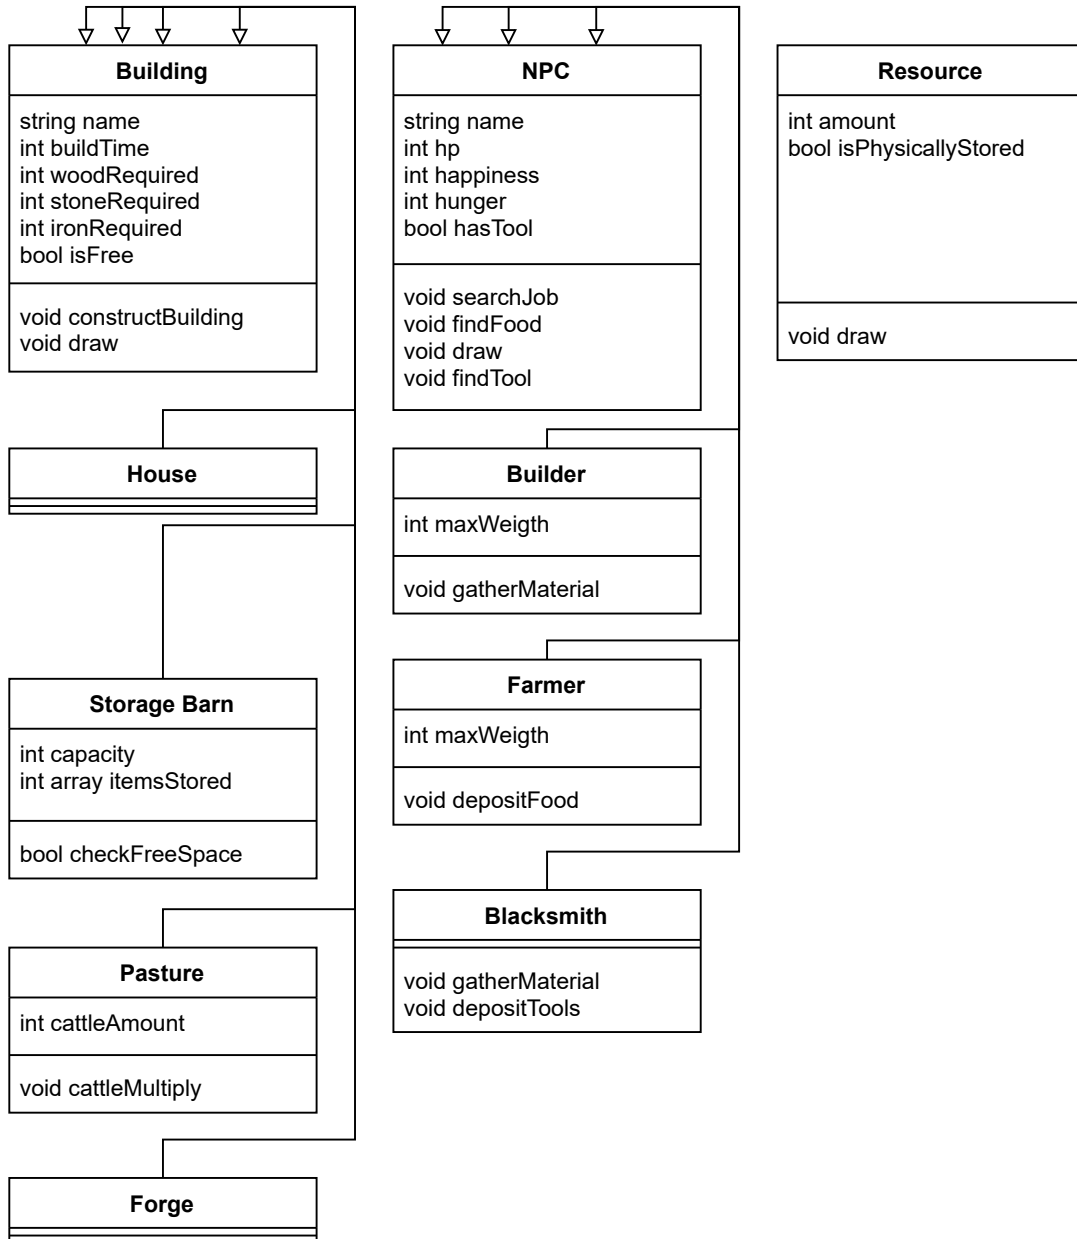 Building
string name
int buildTime
int woodRequired
int stoneRequired
int ironRequired
bool isFree
void constructBuilding
void draw
NPC
string name
int hp
int happiness
int hunger
bool hasTool
void searchJob
void findFood
void draw
void findTool
Resource
int amount
bool isPhysicallyStored
void draw
House
Storage Barn
int capacity
int array itemsStored
bool checkFreeSpace
Pasture
int cattleAmount
void cattleMultiply
Forge
Builder
int maxWeigth
void gatherMaterial
Farmer
int maxWeigth
void depositFood
Blacksmith
void gatherMaterial
void depositTools